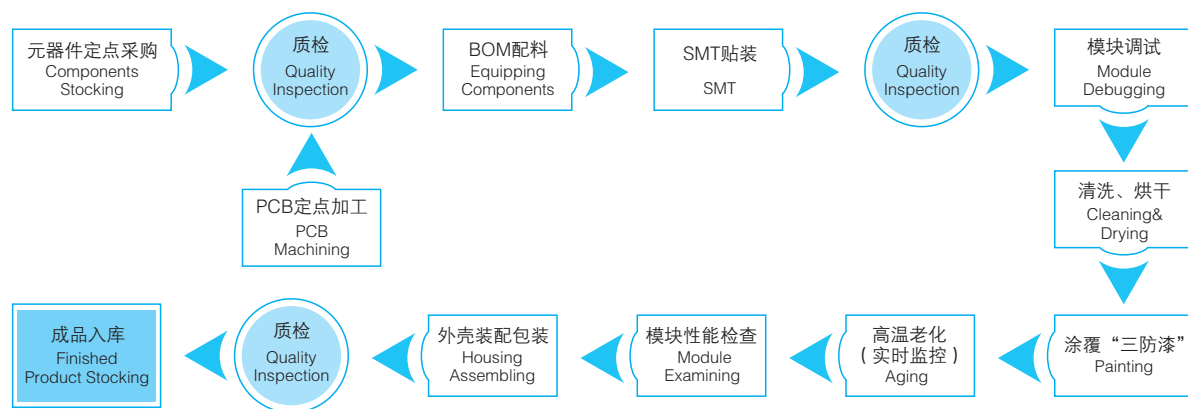 元器件定点采购
Components
Stocking
质检
Quality
Inspection
BOM配料
Equipping
Components
SMT贴装
SMT
质检
Quality
Inspection
模块调试
Module
Debugging
PCB定点加工
PCB
Machining
清洗、烘干
Cleaning&
Drying
涂覆“三防漆”
Painting
高温老化
(实时监控)
Aging
模块性能检查
Module
Examining
外壳装配包装
Housing
Assembling
质检
Quality
Inspection
成品入库
Finished
Product Stocking